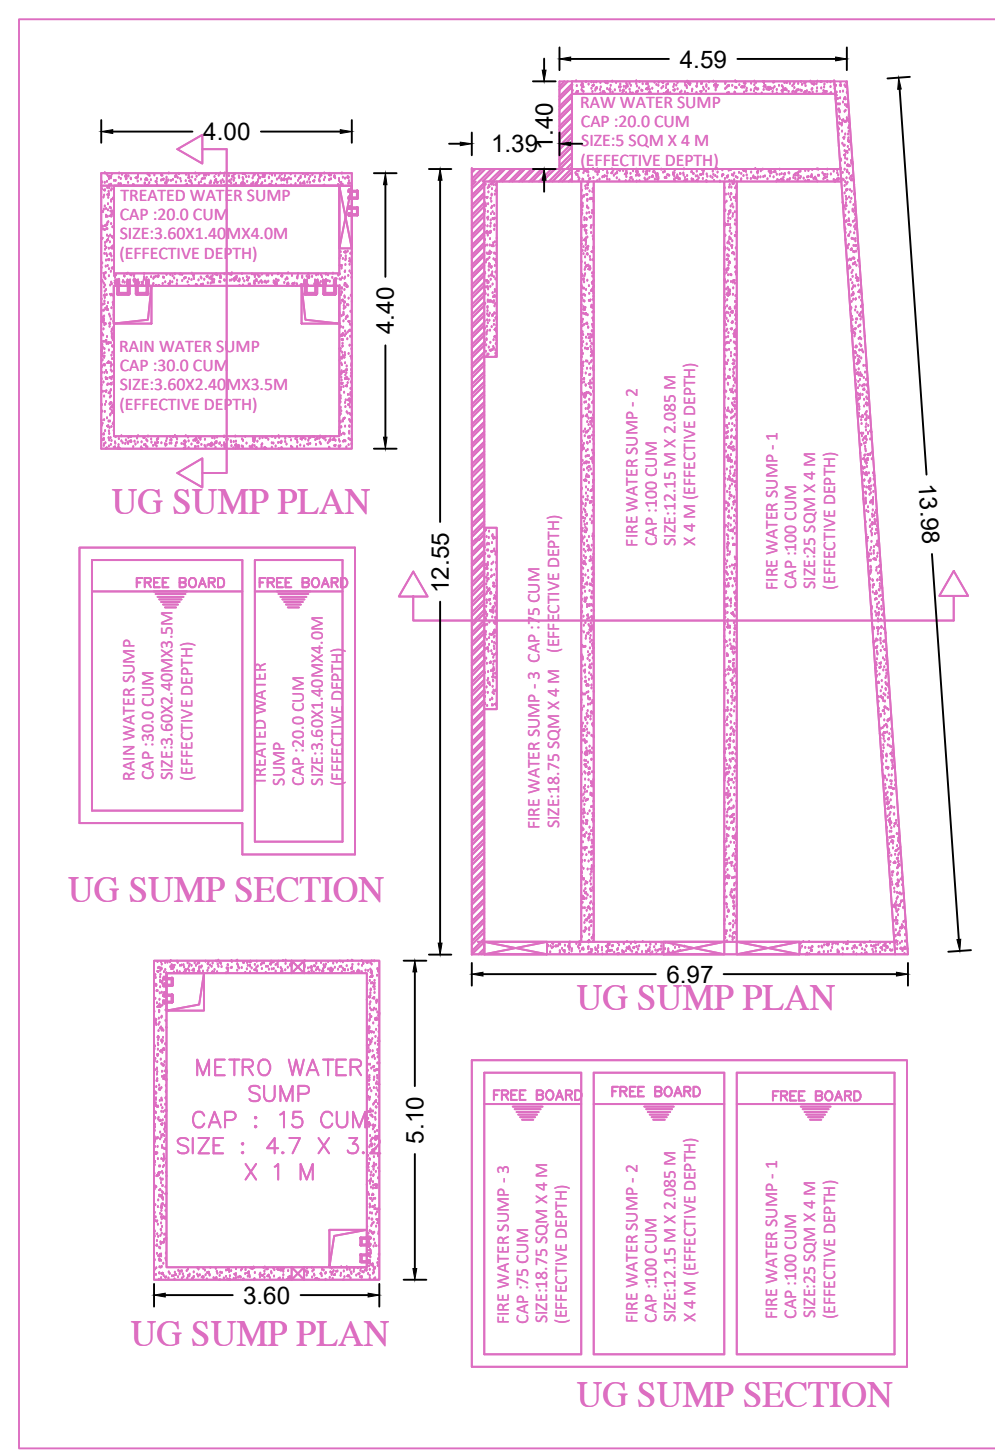 4.00
TREATED WATER SUMP
CAP :20.0 CUM
SIZE:3.60X1.40MX4.0M
(EFFECTIVE DEPTH)
4.40
RAIN WATER SUMP
CAP :30.0 CUM
SIZE:3.60X2.40MX3.5M
(EFFECTIVE DEPTH)
UG SUMP PLAN
4.59
1.40
1.39
RAW WATER SUMP
CAP :20.0 CUM
SIZE:5 SQM X 4 M
(EFFECTIVE DEPTH)
12.55
13.98
FIRE WATER SUMP - 3 CAP :75 CUM
SIZE:18.75 SQM X 4 M (EFFECTIVE DEPTH)
FIRE WATER SUMP - 2
CAP :100 CUM
SIZE:12.15 M X 2.085 M
X 4 M (EFFECTIVE DEPTH)
FIRE WATER SUMP - 1
CAP :100 CUM
SIZE:25 SQM X 4 M
(EFFECTIVE DEPTH)
6.97
UG SUMP PLAN
FREE BOARD
RAIN WATER SUMP
CAP :30.0 CUM
SIZE:3.60X2.40MX3.5M
(EFFECTIVE DEPTH)
FREE BOARD
TREATED WATER
SUMP
CAP :20.0 CUM
SIZE:3.60X1.40MX4.0M
(EFFECTIVE DEPTH)
UG SUMP SECTION
METRO WATER
SUMP
CAP : 15 CUM
SIZE : 4.7 X 3.2
X 1 M
5.10
3.60
UG SUMP PLAN
FREE BOARD
FIRE WATER SUMP - 3
CAP :75 CUM
SIZE:18.75 SQM X 4 M
(EFFECTIVE DEPTH)
FREE BOARD
FIRE WATER SUMP - 2
CAP :100 CUM
SIZE:12.15 M X 2.085 M
X 4 M (EFFECTIVE DEPTH)
FREE BOARD
FIRE WATER SUMP - 1
CAP :100 CUM
SIZE:25 SQM X 4 M
(EFFECTIVE DEPTH)
UG SUMP SECTION